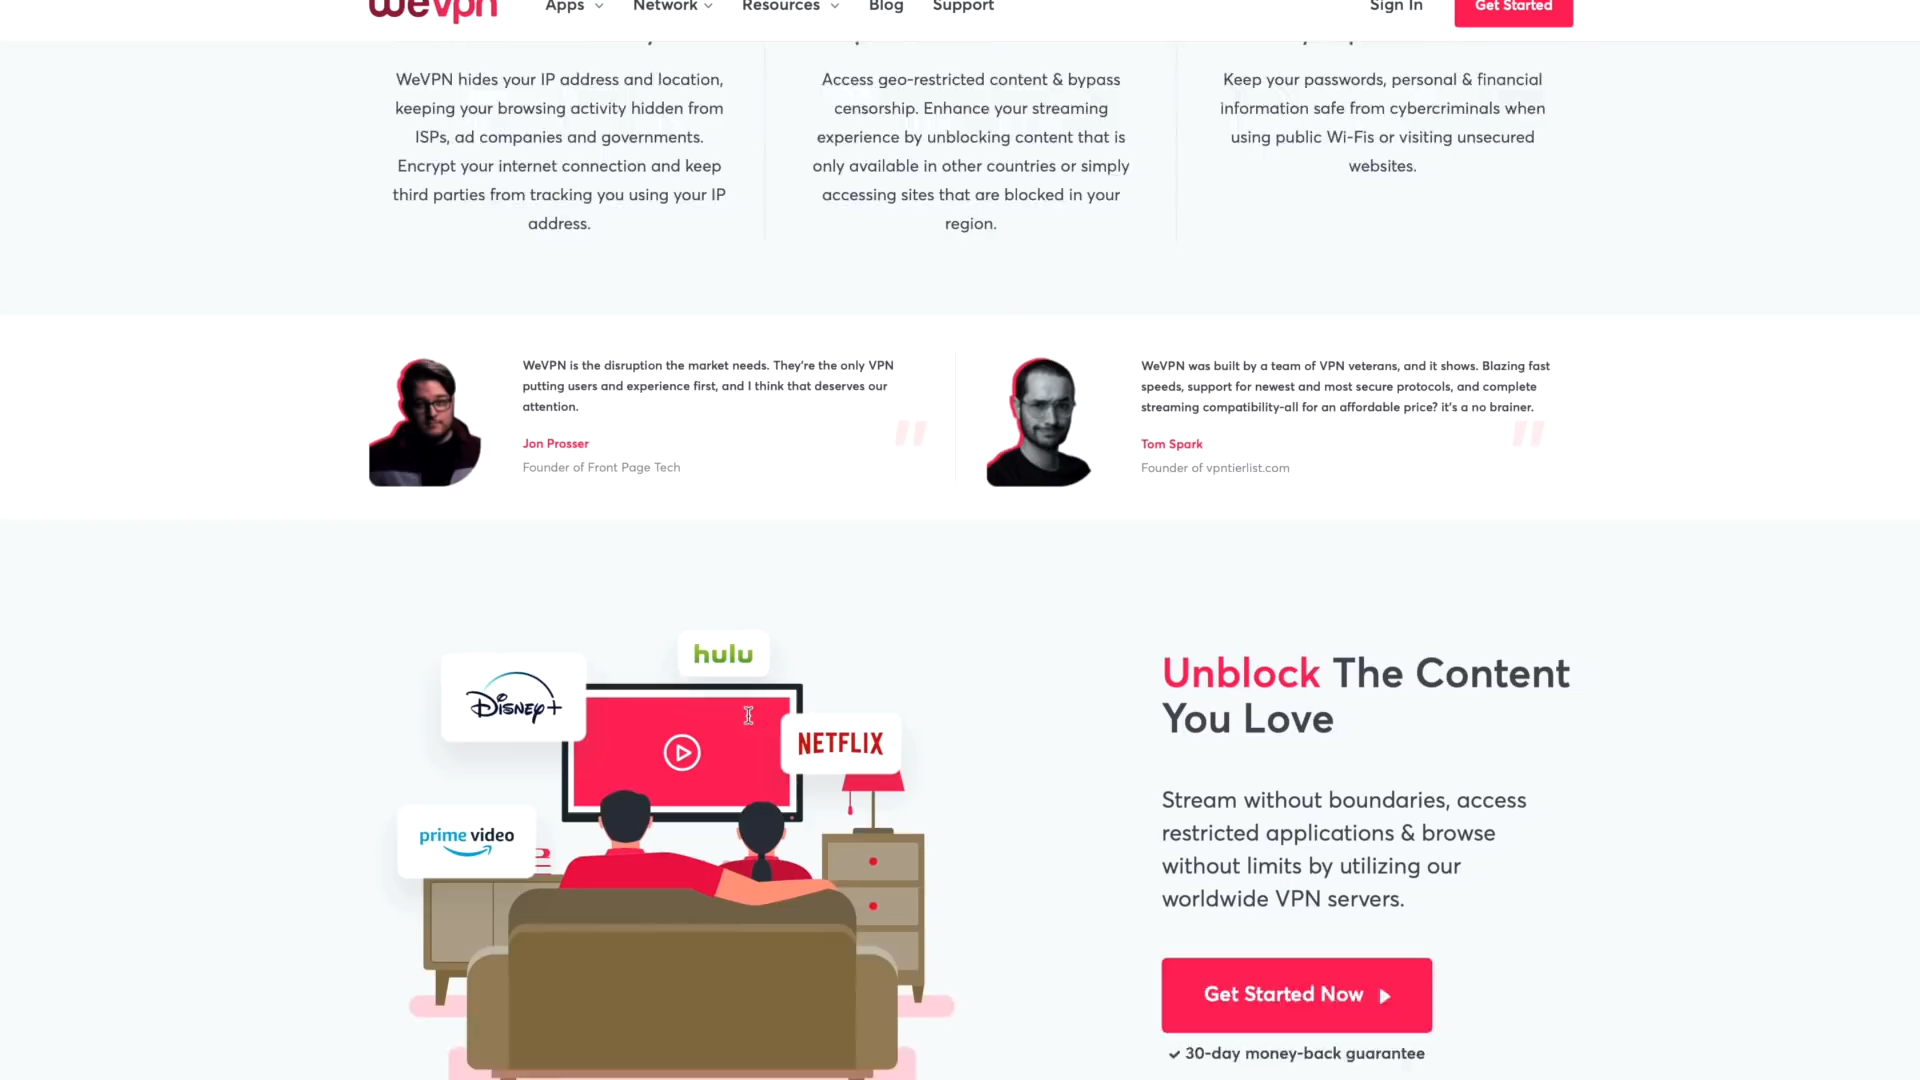 wevpn
Apps
Network
Resources
Blog
Support
Sign In
Get Started
WeVPN hides your IP address and location,
keeping your browsing activity hidden from
ISPs, ad companies and governments.
Encrypt your internet connection and keep
third parties from tracking you using your IP
address.
Access geo-restricted content & bypass
censorship. Enhance your streaming
experience by unblocking content that is
only available in other countries or simply
accessing sites that are blocked in your
region.
Keep your passwords, personal & financial
information safe from cybercriminals when
using public Wi-Fis or visiting unsecured
websites.
WeVPN is the disruption the market needs. They're the only VPN
putting users and experience first, and I think that deserves our
attention.
Jon Prosser
Founder of Front Page Tech
WeVPN was built by a team of VPN veterans, and it shows. Blazing fast
speeds, support for newest and most secure protocols, and complete
streaming compatibility-all for an affordable price? it's a no brainer.
Tom Spark
Founder of vpntierlist.com
hulu
Disney+
NETFLIX
prime video
Unblock The Content
You Love
Stream without boundaries, access
restricted applications & browse
without limits by utilizing our
worldwide VPN servers.
Get Started Now
30-day money-back guarantee